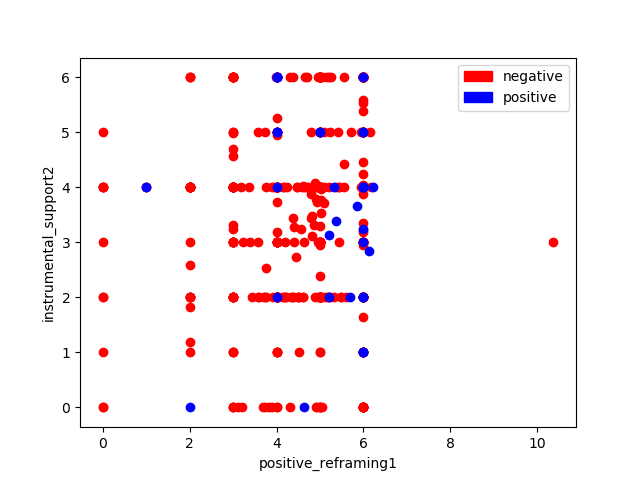 negative
positive
instrumental_support2
6
5
4
3
2
1
0
0 2 4 6 8 10
positive_reframing1